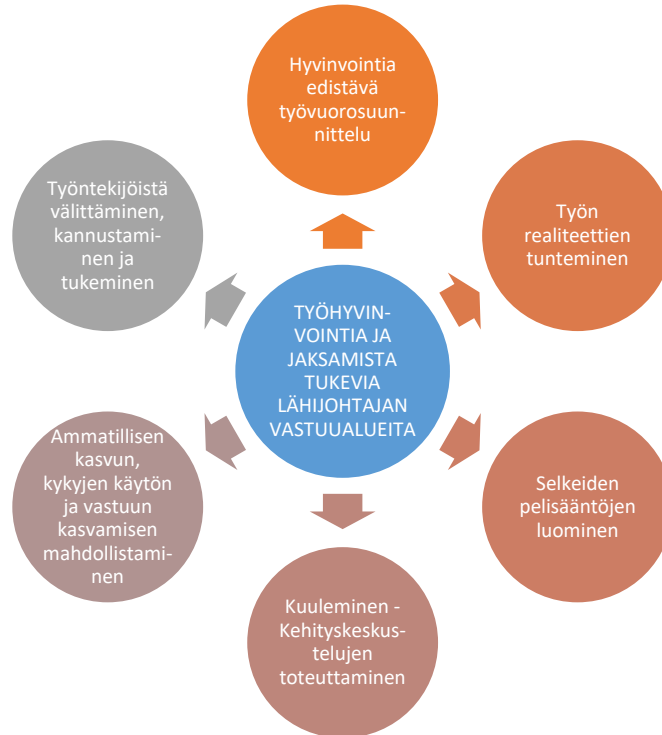 Hyvinvointia
edistävä
työvuorosuun-
nittelu
Työntekijöistä
välittäminen,
kannustami-
nen ja
tukeminen
Työn
realiteettien
tunteminen
TYÖHYVIN-
VOINTIA JA
JAKSAMISTA
TUKEVIA
LÄHIJOHTAJAN
VASTUUALUEITA
Ammatillisen
kasvun,
kykyjen käytön
ja vastuun
kasvamisen
mahdollistami-
nen
Selkeiden
pelisääntöjen
luominen
Kuuleminen -
Kehityskeskus-
telujen
toteuttaminen